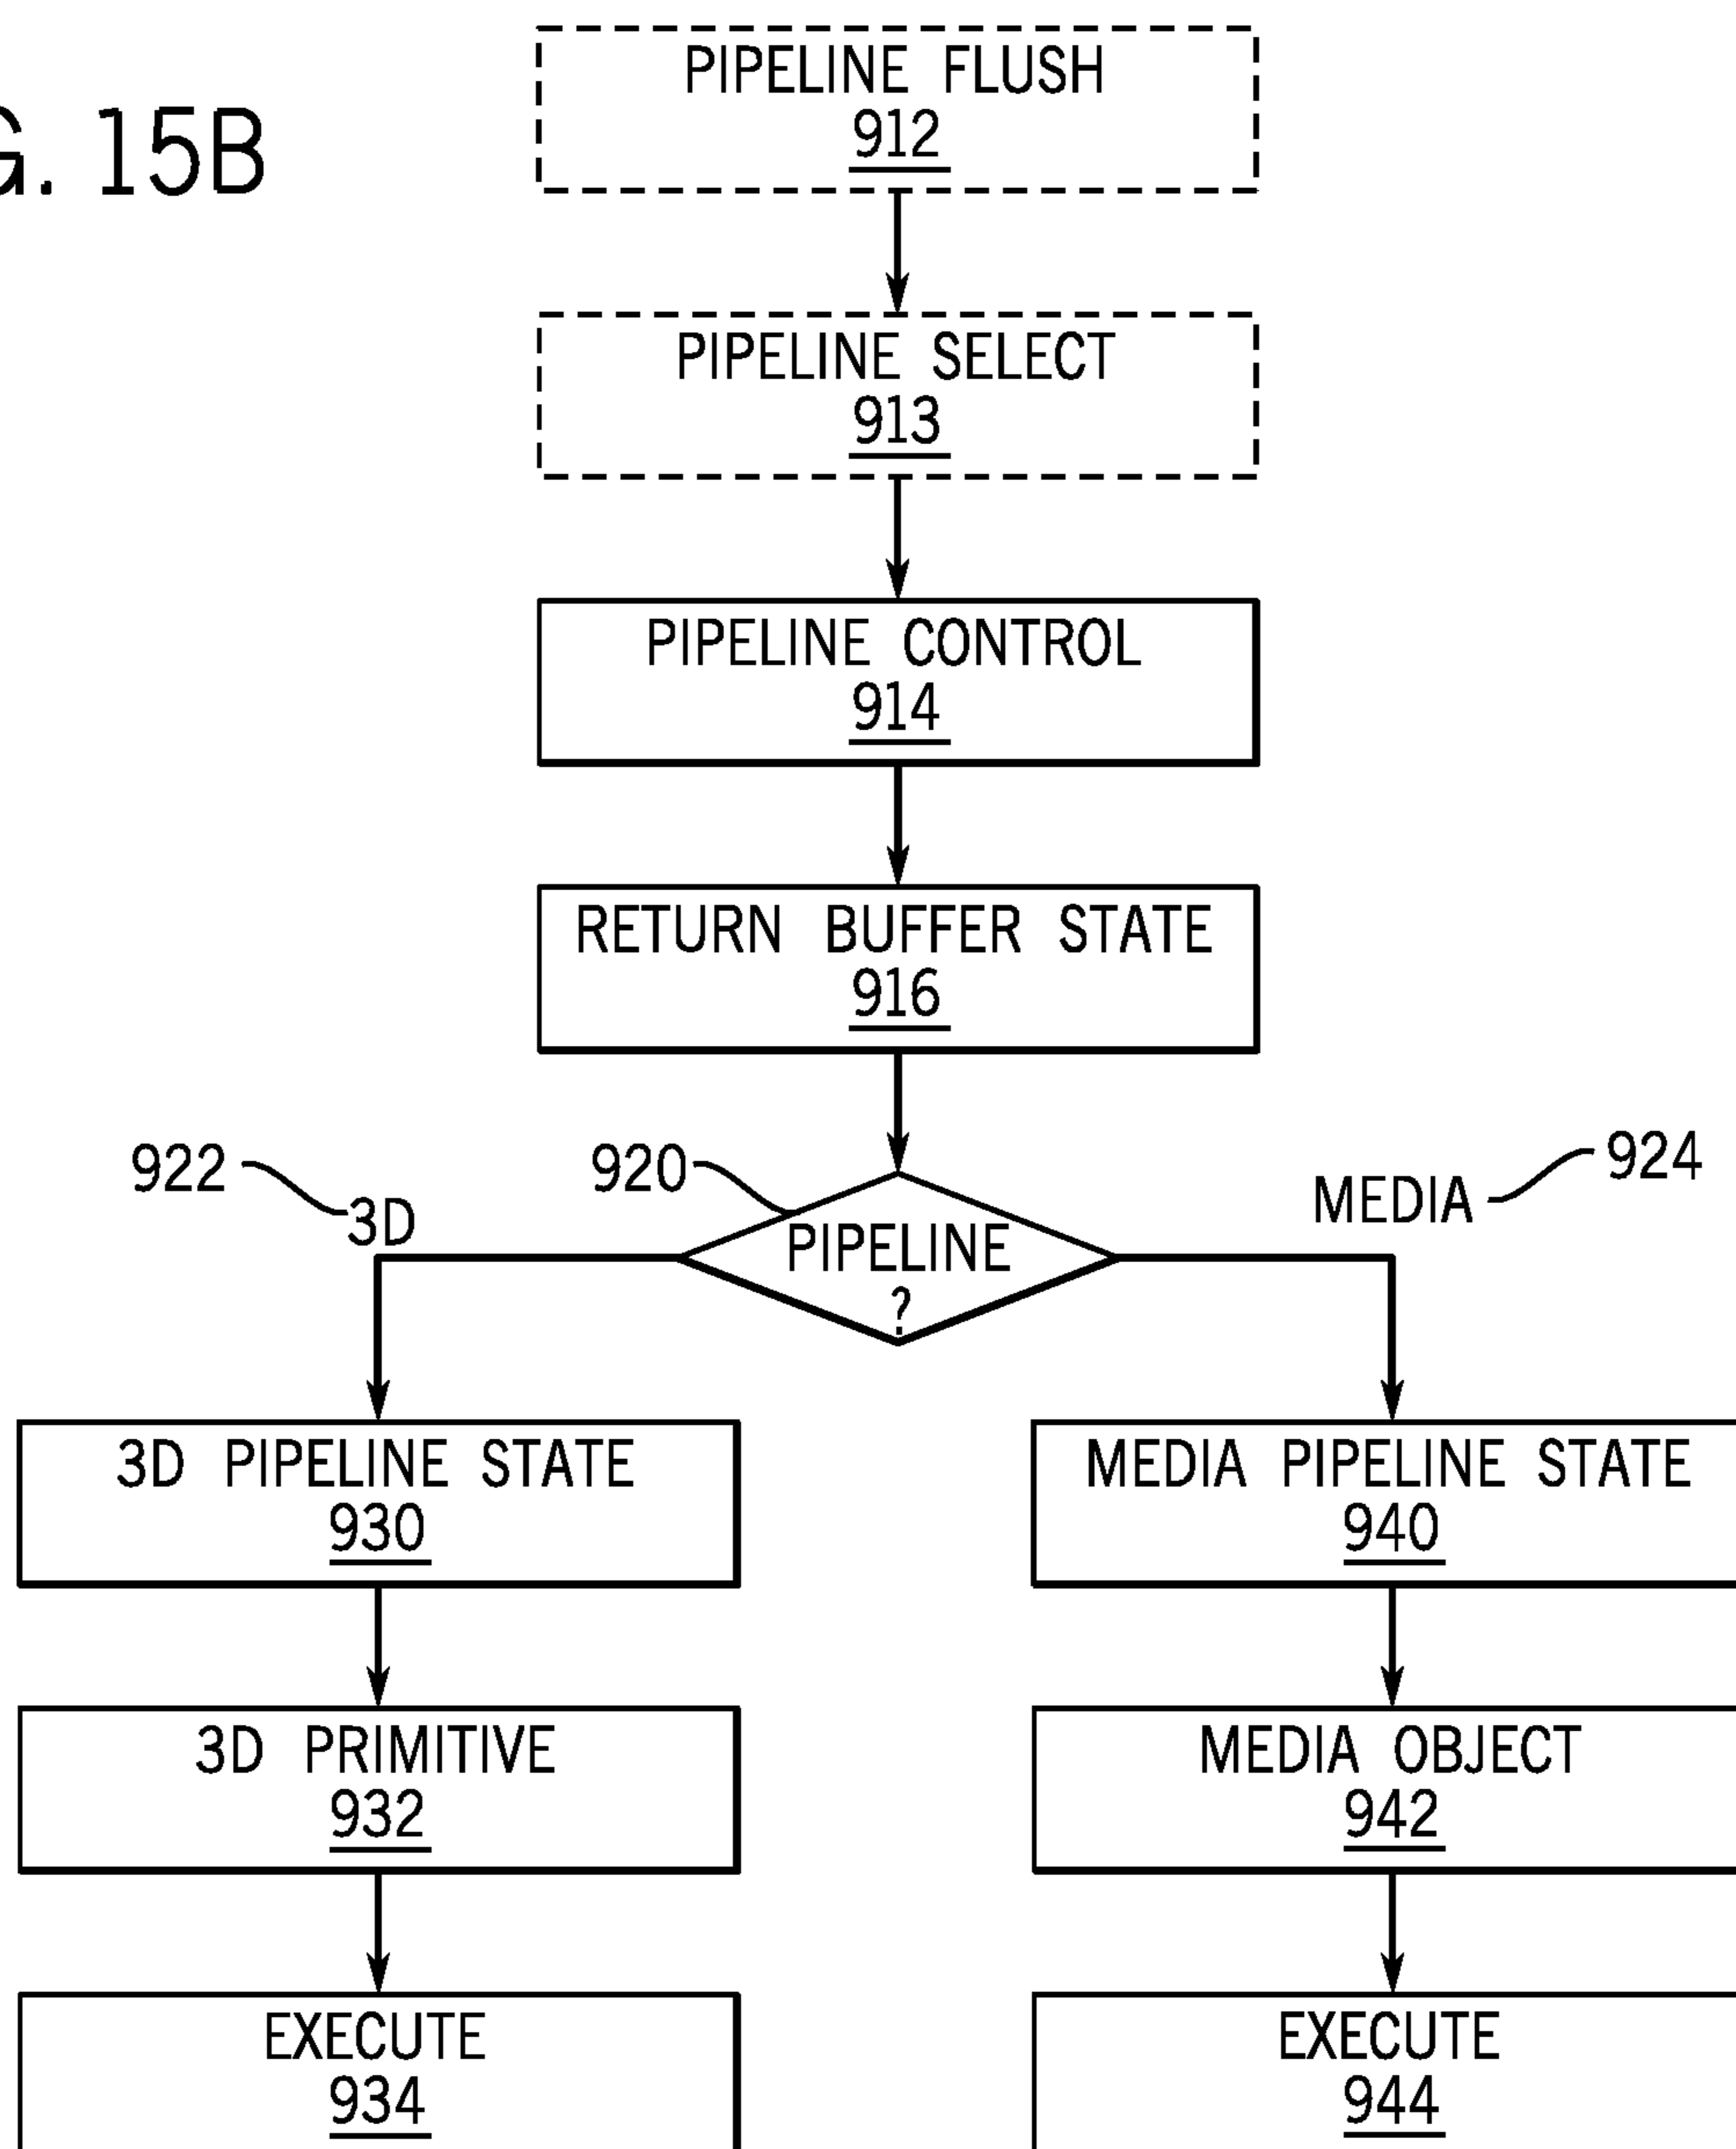 G. 15B
PIPELINE FLUSH
912
PIPELINE SELECT
913
PIPELINE CONTROL
914
RETURN BUFFER STATE
916
922
920
924
3D
MEDIA
PIPELINE
?
3D PIPELINE STATE
930
MEDIA PIPELINE STATE
940
3D PRIMITIVE
932
MEDIA OBJECT
942
EXECUTE
934
EXECUTE
944